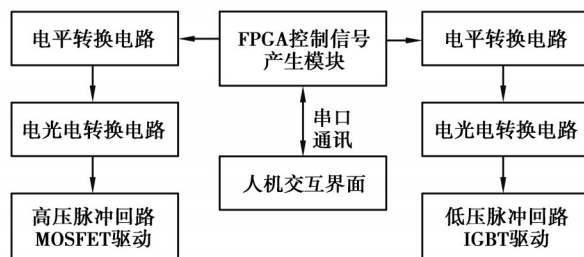 电平转换电路
FPGA控制信号
产生模块
电平转换电路
电光电转换电路
串口
通讯
电光电转换电路
人机交互界面
高压脉冲回路
MOSFET驱动
低压脉冲回路
IGBT驱动